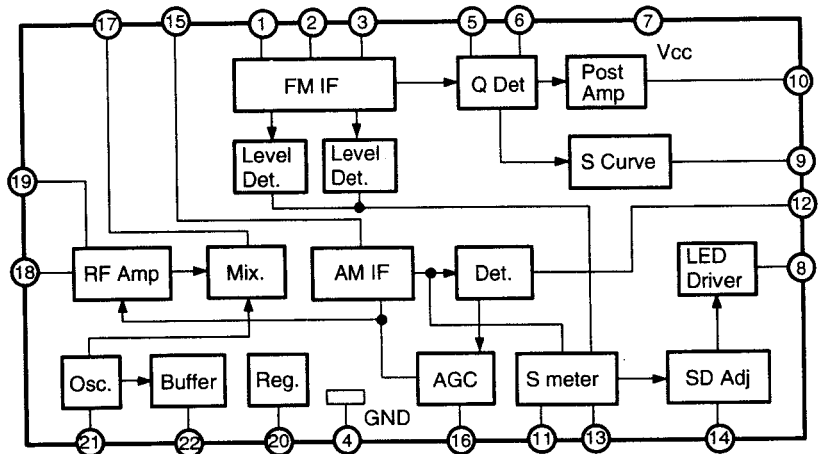 17
15
1
2
3
5
6
7
Vcc
FM IF
Q Det
Post
Amp
10
Level
Det.
Level
Det.
S Curve
9
19
12
18
RF Amp
Mix.
AM IF
Det.
LED
Driver
8
Osc.
Buffer
Reg.
GND
AGC
S meter
SD Adj
21
22
20
4
16
11
13
14